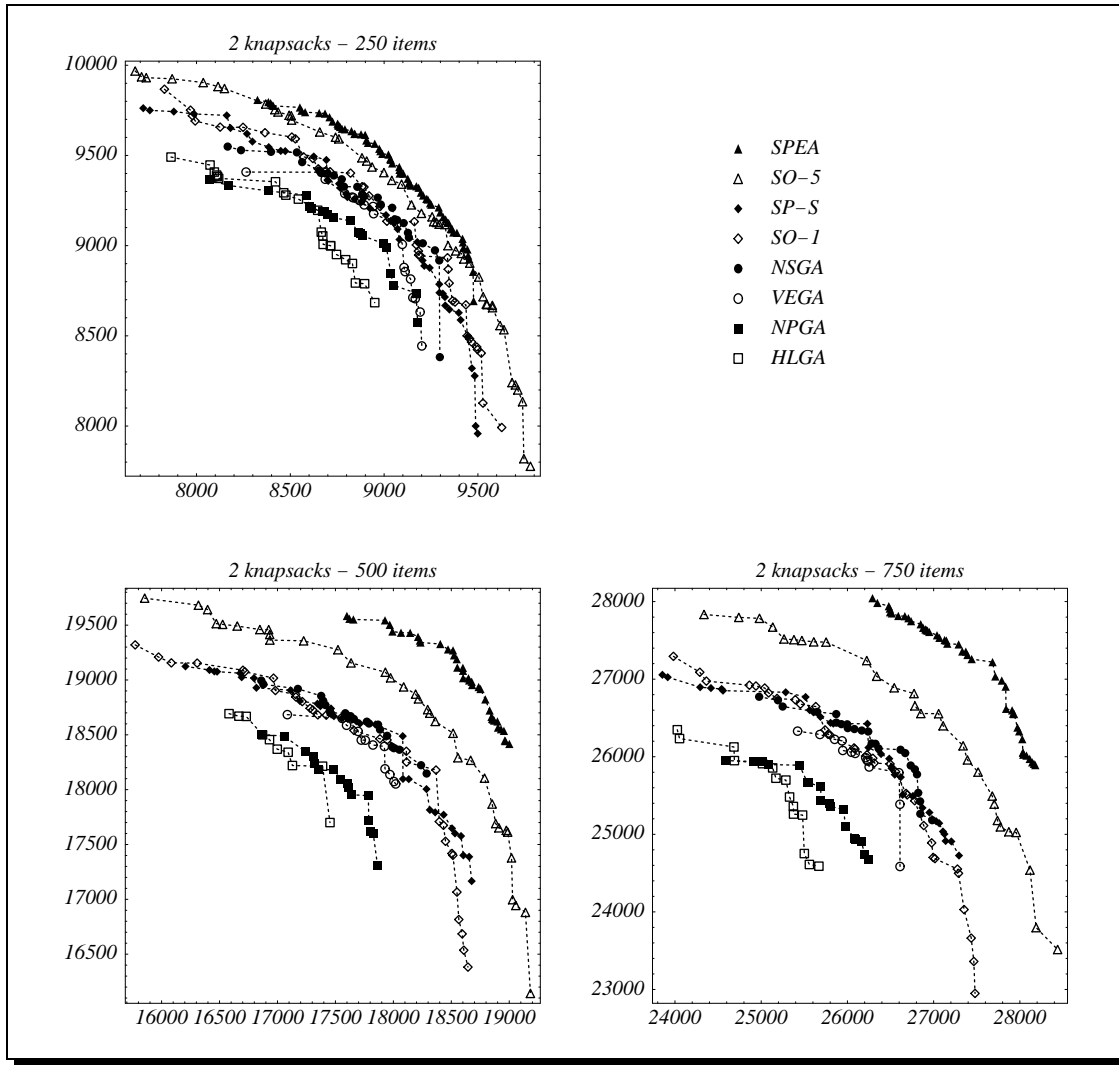 2 knapsacks − 250 items
10000
9500
9000
8500
8000
8000 8500 9000 9500
SPEA
SO−5
SP−S
SO−1
NSGA
VEGA
NPGA
HLGA
2 knapsacks − 500 items
19500
19000
18500
18000
17500
17000
16500
16000 16500 17000 17500 18000 18500 19000
2 knapsacks − 750 items
28000
27000
26000
25000
24000
23000
24000 25000 26000 27000 28000